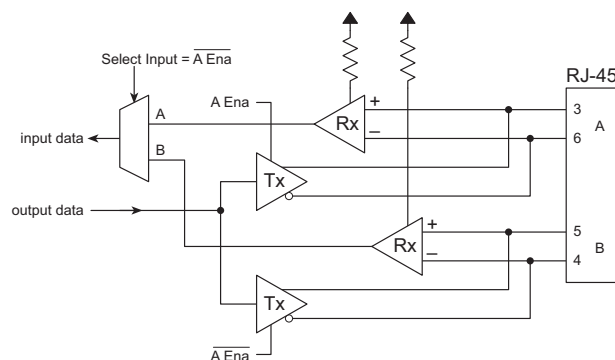 Select Input = A Ena
RJ-45
A Ena
A
+
3
Rx
A
input data
−
6
B
Tx
output data
+
5
Rx
−
4
B
Tx
A Ena